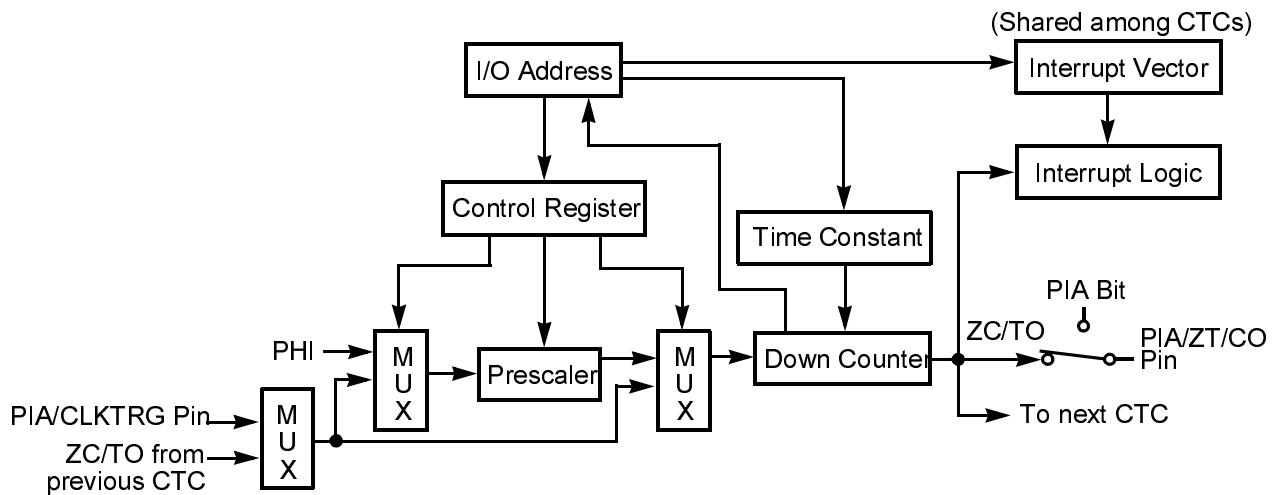 (Shared among CTCs)
I/O Address
Interrupt Vector
Interrupt Logic
Control Register
Time Constant
PIA Bit
ZC/TO
PIA/ZT/CO
Pin
PHI
M
U
X
Prescaler
M
U
X
Down Counter
PIA/CLKTRG Pin
M
U
X
ZC/TO from
previous CTC
To next CTC